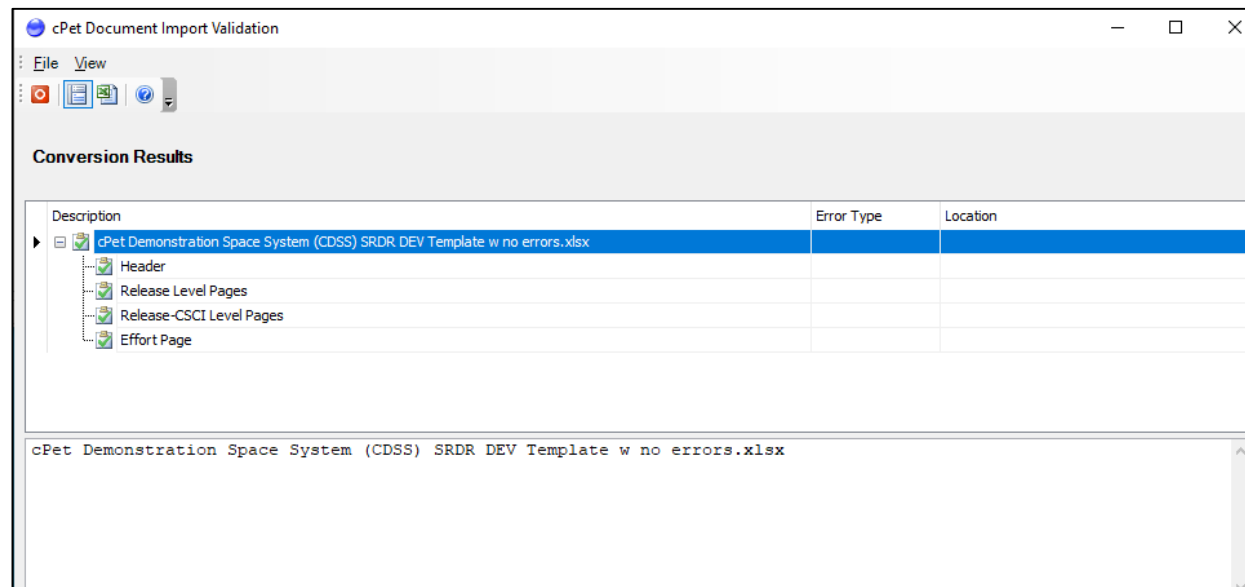 cPet Document Import Validation
File View
Conversion Results
Description Error Type Location
cPet Demonstration Space System (CDSS) SRDR DEV Template w no errors.xlsx
Header
Release Level Pages
Release-CSCI Level Pages
Effort Page
cPet Demonstration Space System (CDSS) SRDR DEV Template w no errors.xlsx